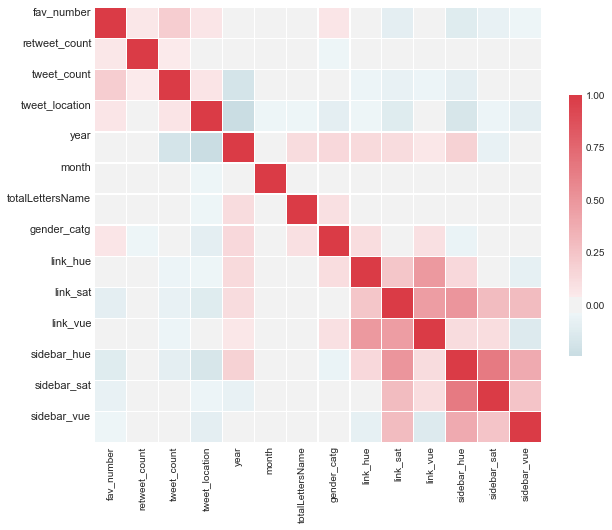 fav_number
retweet_count
tweet_count
tweet_location
year
month
totalLettersName
gender_catg
link_hue
link_sat
link_vue
sidebar_hue
sidebar_sat
sidebar_vue
1.00
0.75
0.50
0.25
0.00
fav_number
retweet_count
tweet_count
tweet_location
year
month
totalLettersName
gender_catg
link_hue
link_sat
link_vue
sidebar_hue
sidebar_sat
sidebar_vue